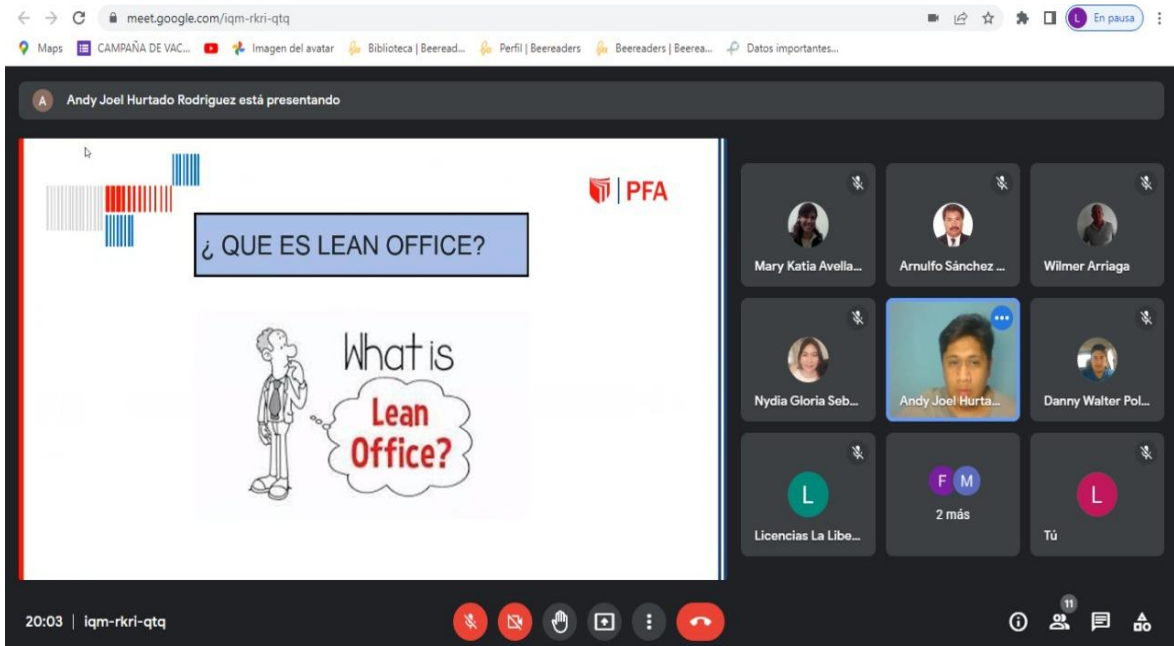 meet.google.com/iqm-rkri-qtq
L En pausa
Maps CAMPAÑA DE VAC... Imagen del avatar Biblioteca | Beeread... Perfil | Beereaders Beereaders | Beerea... Datos importantes...
A Andy Joel Hurtado Rodriguez está presentando
PFA
¿ QUE ES LEAN OFFICE?
What is
Lean
Office?
Mary Katia Avella...
Arnulfo Sánchez ...
Wilmer Arriaga
Nydia Gloria Seb...
Andy Joel Hurta...
Danny Walter Pol...
L
Licencias La Libe...
F M
2 más
L
Tú
20:03 | iqm-rkri-qtq
11